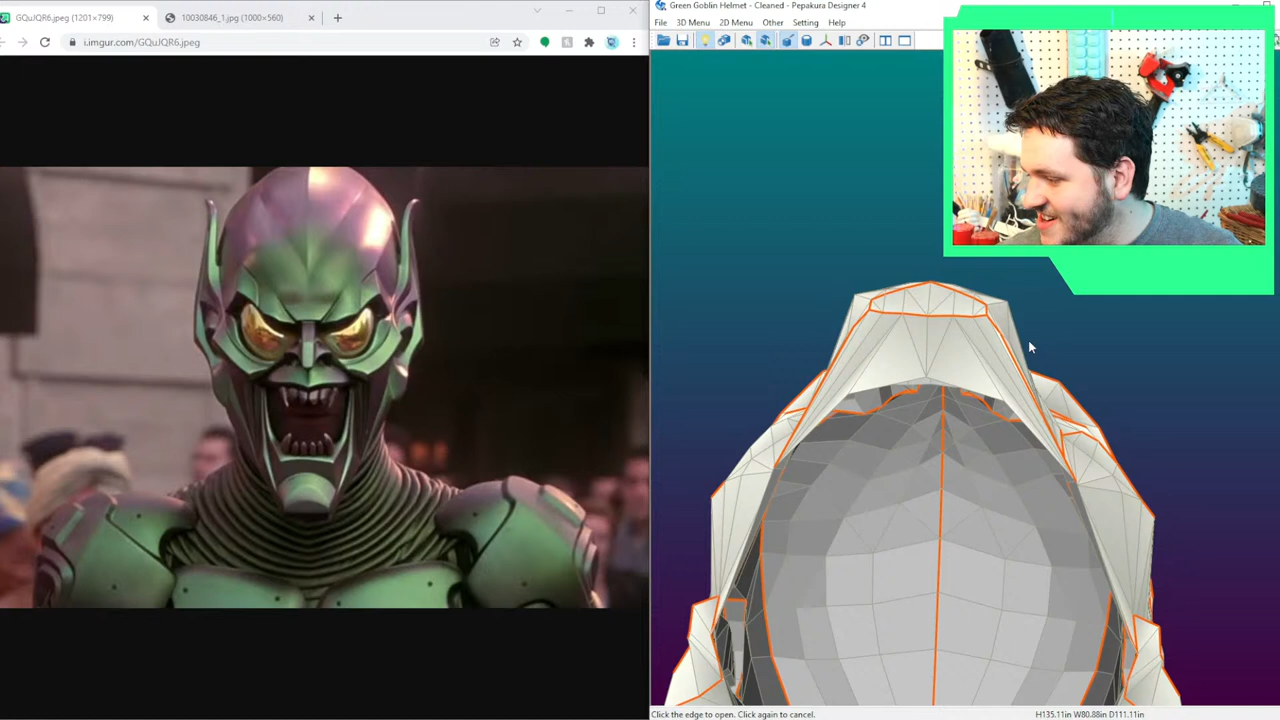 GQuJQR6.jpeg (1201×799)
10030846_1.jpg (1000×560)
i.imgur.com/GQuJQR6.jpeg
Green Goblin Helmet - Cleaned - Pepakura Designer 4
File 3D Menu 2D Menu Other Setting Help
Click the edge to open. Click again to cancel.
H135.11in W80.88in D111.11in